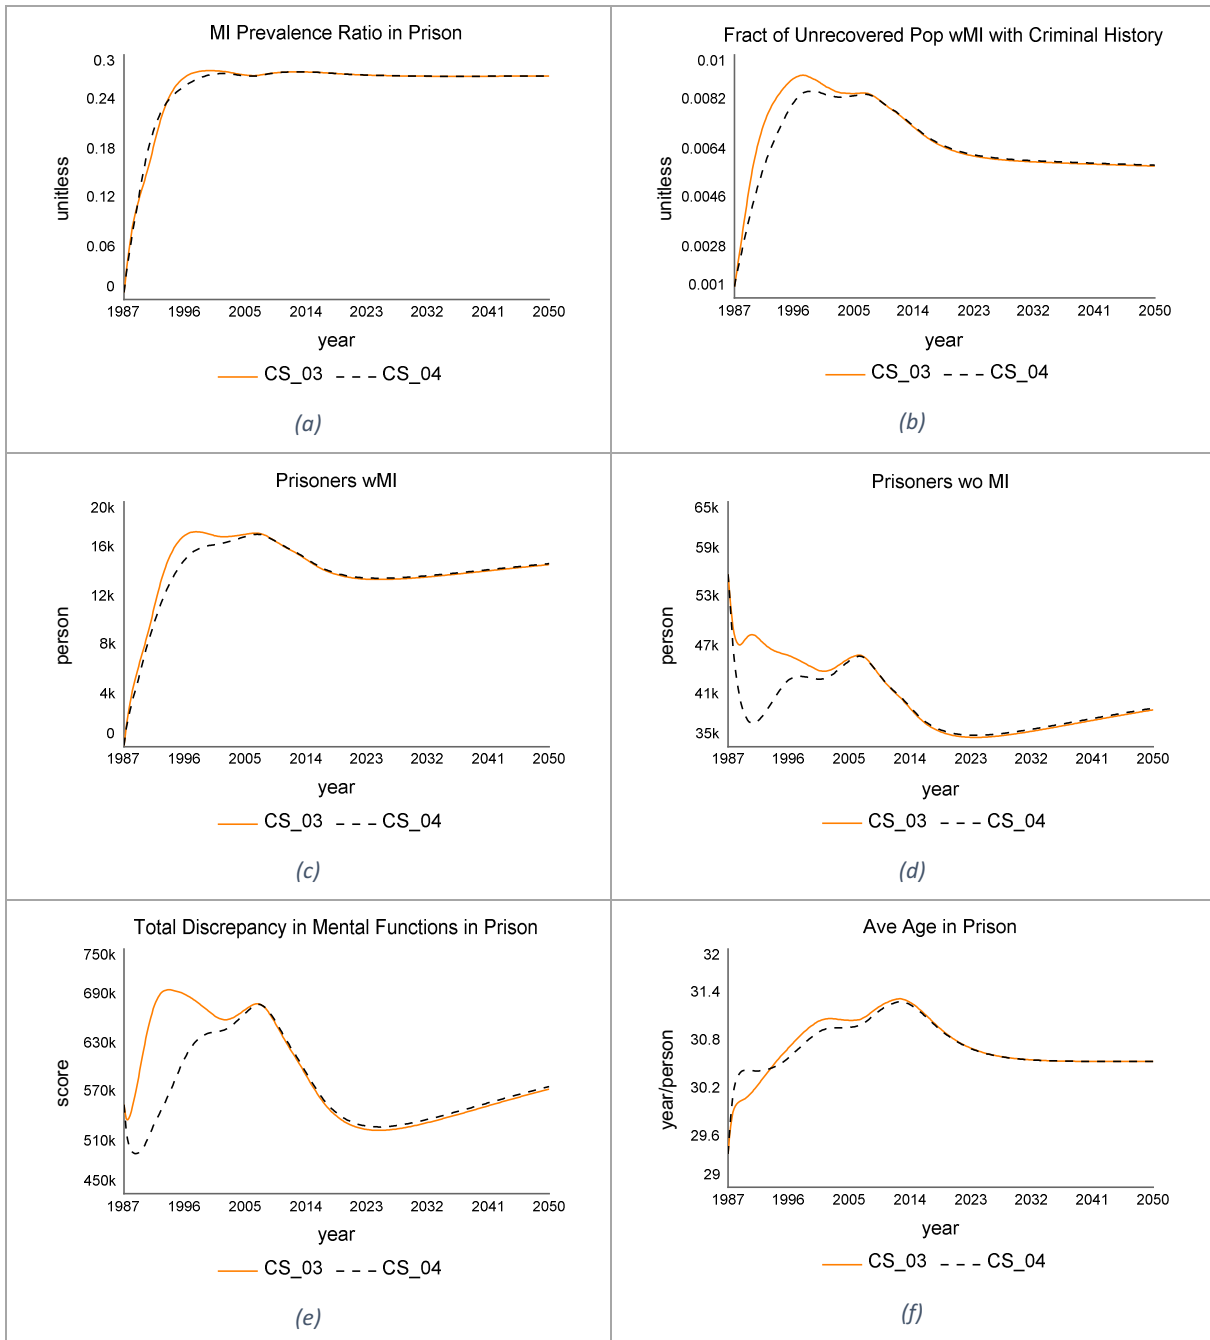 MI Prevalence Ratio in Prison
0.3
0.24
0.18
0.12
0.06
0
unitless
1987 1996 2005 2014 2023 2032 2041 2050
year
CS_03 CS_04
(a)
Fract of Unrecovered Pop wMI with Criminal History
0.01
0.0082
0.0064
0.0046
0.0028
0.001
unitless
1987 1996 2005 2014 2023 2032 2041 2050
year
CS_03 CS_04
(b)
Prisoners wMI
20k
16k
12k
8k
4k
0
person
1987 1996 2005 2014 2023 2032 2041 2050
year
CS_03 CS_04
(c)
Prisoners wo MI
65k
59k
53k
47k
41k
35k
person
1987 1996 2005 2014 2023 2032 2041 2050
year
CS_03 CS_04
(d)
Total Discrepancy in Mental Functions in Prison
750k
690k
630k
570k
510k
450k
score
1987 1996 2005 2014 2023 2032 2041 2050
year
CS_03 CS_04
(e)
Ave Age in Prison
32
31.4
30.8
30.2
29.6
29
year/person
1987 1996 2005 2014 2023 2032 2041 2050
year
CS_03 CS_04
(f)